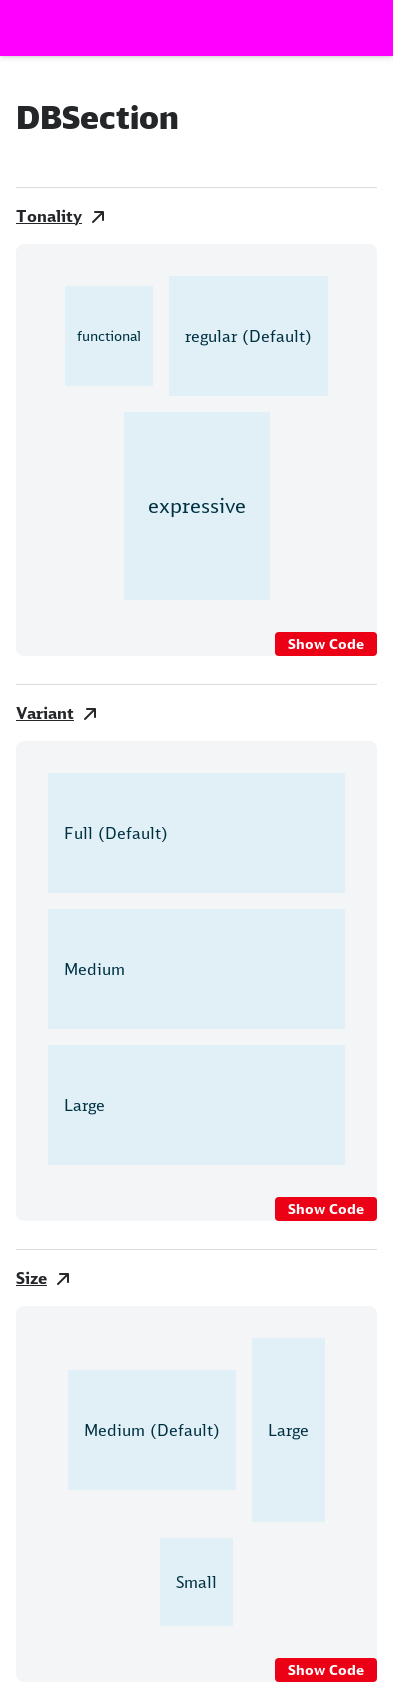 DBSection
Tonality
functional
regular (Default)
expressive
Show Code
Variant
Full (Default)
Medium
Large
Show Code
Size
Medium (Default)
Large
Small
Show Code